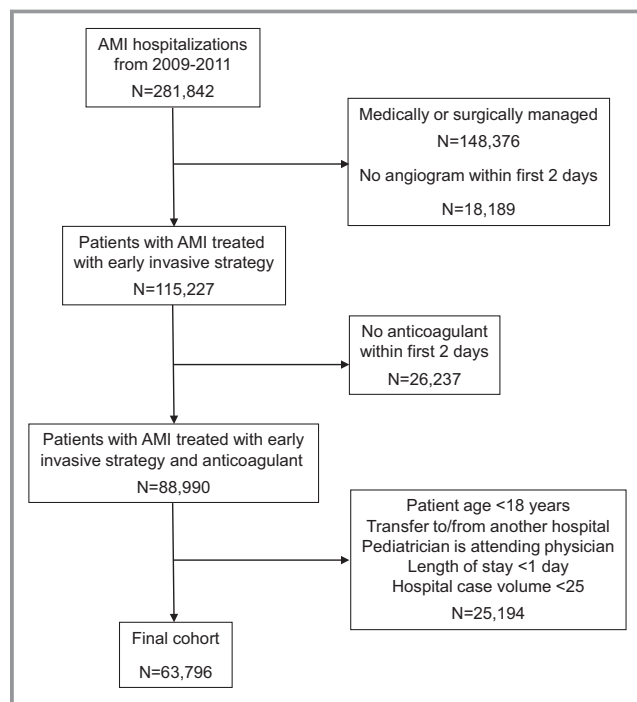 AMI hospitalizations
from 2009-2011
N=281,842
Medically or surgically managed
N=148,376
No angiogram within first 2 days
N=18,189
Patients with AMI treated
with early invasive strategy
N=115,227
No anticoagulant
within first 2 days
N=26,237
Patients with AMI treated with early
invasive strategy and anticoagulant
N=88,990
Patient age <18 years
Transfer to/from another hospital
Pediatrician is attending physician
Length of stay <1 day
Hospital case volume <25
N=25,194
Final cohort
N=63,796